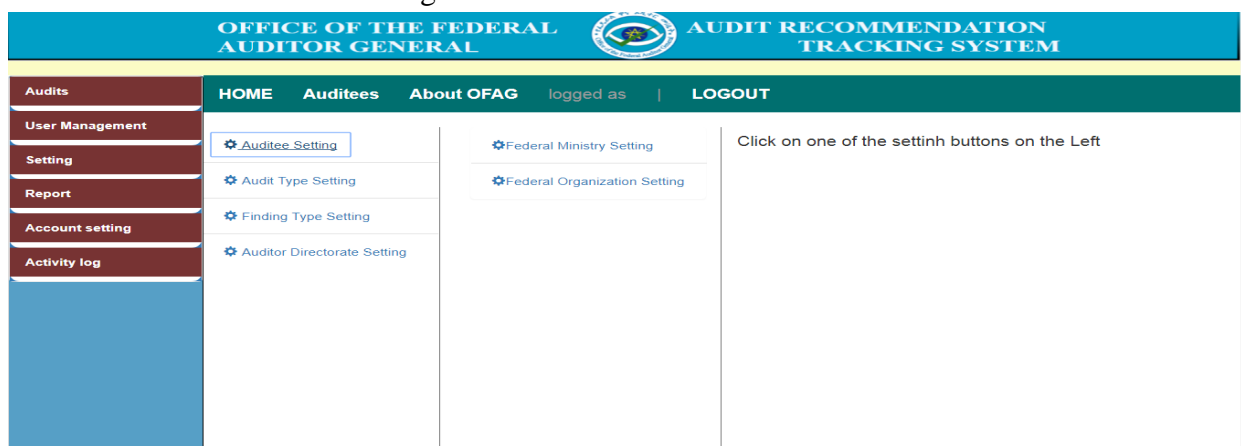 OFFICE OF THE FEDERAL
AUDITOR GENERAL
AUDIT RECOMMENDATION
TRACKING SYSTEM
HOME Auditees About OFAG logged as | LOGOUT
Audits
User Management
Setting
Report
Account setting
Activity log
Auditee Setting
Audit Type Setting
Finding Type Setting
Auditor Directorate Setting
Federal Ministry Setting
Federal Organization Setting
Click on one of the settinh buttons on the Left